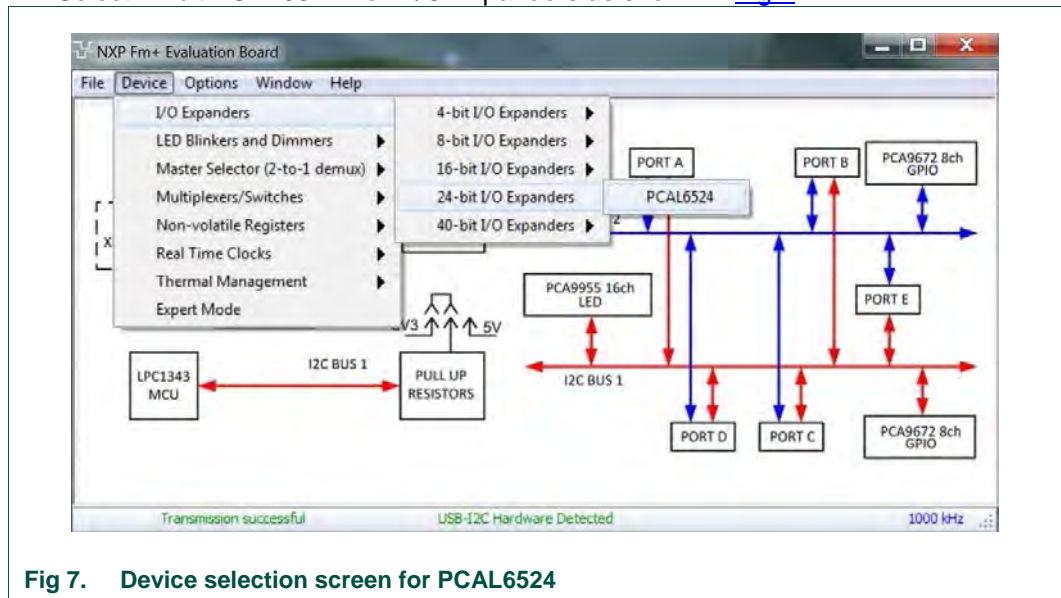 NXP Fm+ Evaluation Board
File Device Options Window Help
I/O Expanders
LED Blinkers and Dimmers
Master Selector (2-to-1 demux)
Multiplexers/Switches
Non-volatile Registers
Real Time Clocks
Thermal Management
Expert Mode
4-bit I/O Expanders
8-bit I/O Expanders
16-bit I/O Expanders
24-bit I/O Expanders
40-bit I/O Expanders
PCAL6524
PORT A
PORT B
PCA9672 8ch
GPIO
X
2
PCA9955 16ch
LED
PORT E
V3
5V
LPC1343
MCU
I2C BUS 1
PULL UP
RESISTORS
I2C BUS 1
PORT D
PORT C
PCA9672 8ch
GPIO
Transmission successful
USB-I2C Hardware Detected
1000 kHz
Fig 7. Device selection screen for PCAL6524